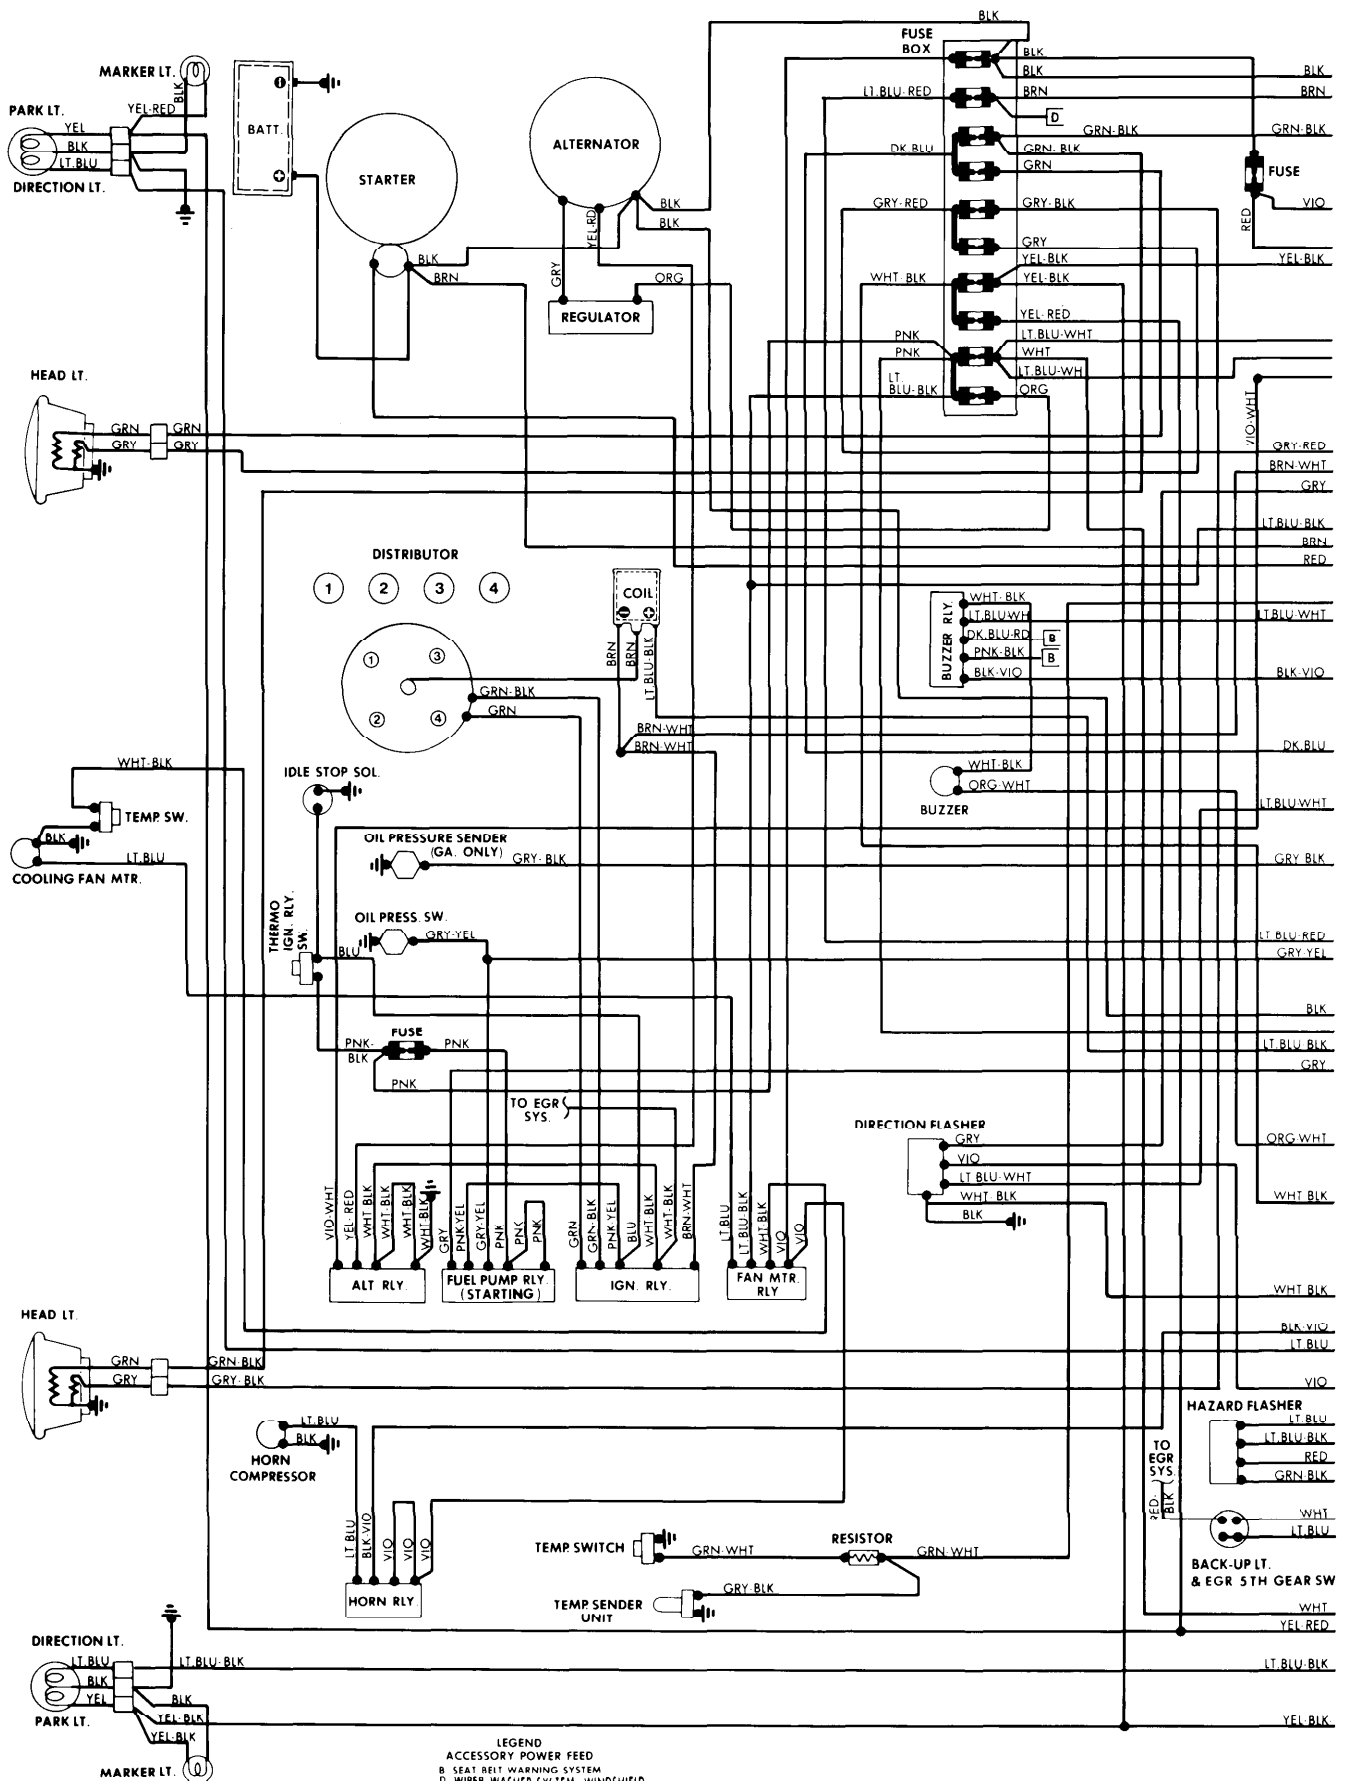 BLK
FUSE
BOX
BLK
BLK
BLK
MARKER LT.
BLK
YEL-RED
PARK LT.
YEL
BLK
LT.BLU
DIRECTION LT.
BATT.
STARTER
ALTERNATOR
LT.BLU-RED
BRN
BRN
D
GRN-BLK
GRN-BLK
DK.BLU
GRN-BLK
GRN
FUSE
GRY-RED
GRY-BLK
VIO
RED
BLK
BLK
YEL-RD
GRY
BLK
BRN
ORG
REGULATOR
GRY
YEL-BLK
YEL-BLK
WHT-BLK
YEL-BLK
YEL-RED
PNK
LT.BLU-WHT
PNK
WHT
LT.BLU-WH
LT.
BLU-BLK
ORG
VIO-WHT
HEAD LT.
GRN
GRN
GRY
GRY
GRY-RED
BRN-WHT
GRY
LT.BLU-BLK
BRN
RED
DISTRIBUTOR
1
2
3
4
COIL
BRN
BRN
LT.BLU-BLK
1
3
2
4
GRN-BLK
GRN
BUZZER RLY.
WHT-BLK
LT.BLU-WH
LT.BLU-WHT
DK.BLU-RD
B
PNK-BLK
B
BLK-VIO
BLK-VIO
BRN-WHT
BRN-WHT
DK.BLU
WHT-BLK
ORG-WHT
BUZZER
LT.BLU-WHT
WHT-BLK
IDLE STOP SOL.
TEMP. SW.
BLK
LT.BLU
COOLING FAN MTR.
OIL PRESSURE SENDER
(GA. ONLY)
GRY-BLK
GRY BLK
THERMO
IGN. RLY.
SW.
OIL PRESS. SW.
GRY-YEL
BLU
LT BLU-RED
GRY-YEL
BLK
FUSE
PNK-
BLK
PNK
PNK
LT.BLU BLK
GRY
TO EGR
SYS.
DIRECTION FLASHER
GRY
VIO
LT BLU-WHT
WHT-BLK
BLK
ORG-WHT
WHT BLK
VIO-WHT
YEL-RED
WHT BLK
WHT-BLK
WHT-BLK
WHT-BLK
GRY
PNK-YEL
GRY-YEL
PNK
PNK
PNK
GRN
GRN-BLK
PNK-YEL
BLU
WHT BLK
WHT-BLK
BRN-WHT
LT.BLU
LT.BLU-BLK
WHT-BLK
VIO
VIO
ALT RLY.
FUEL PUMP RLY.
(STARTING)
IGN. RLY.
FAN MTR.
RLY
WHT BLK
BLK-VIO
LT.BLU
HEAD LT.
GRN
GRN-BLK
GRY
GRY-BLK
VIO
HAZARD FLASHER
LT.BLU
LT.BLU-BLK
RED
GRN-BLK
TO
EGR
SYS.
RED-
BLK
WHT
LT.BLU
BACK-UP LT.
& EGR 5TH GEAR SW
LT.BLU
BLK
HORN
COMPRESSOR
LT BLU
BLK-VIO
VIO
VIO
VIO
HORN RLY.
TEMP. SWITCH
GRN-WHT
RESISTOR
GRN-WHT
TEMP. SENDER
UNIT
GRY-BLK
WHT
YEL-RED
DIRECTION LT.
LT.BLU
LT.BLU-BLK
LT.BLU-BLK
BLK
YEL
BLK
YEL-BLK
YEL-BLK
YEL-BLK
PARK LT.
MARKER LT.
LEGEND
ACCESSORY POWER FEED
B SEAT BELT WARNING SYSTEM
D WIPER WASHER SYSTEM, WINDSHIELD